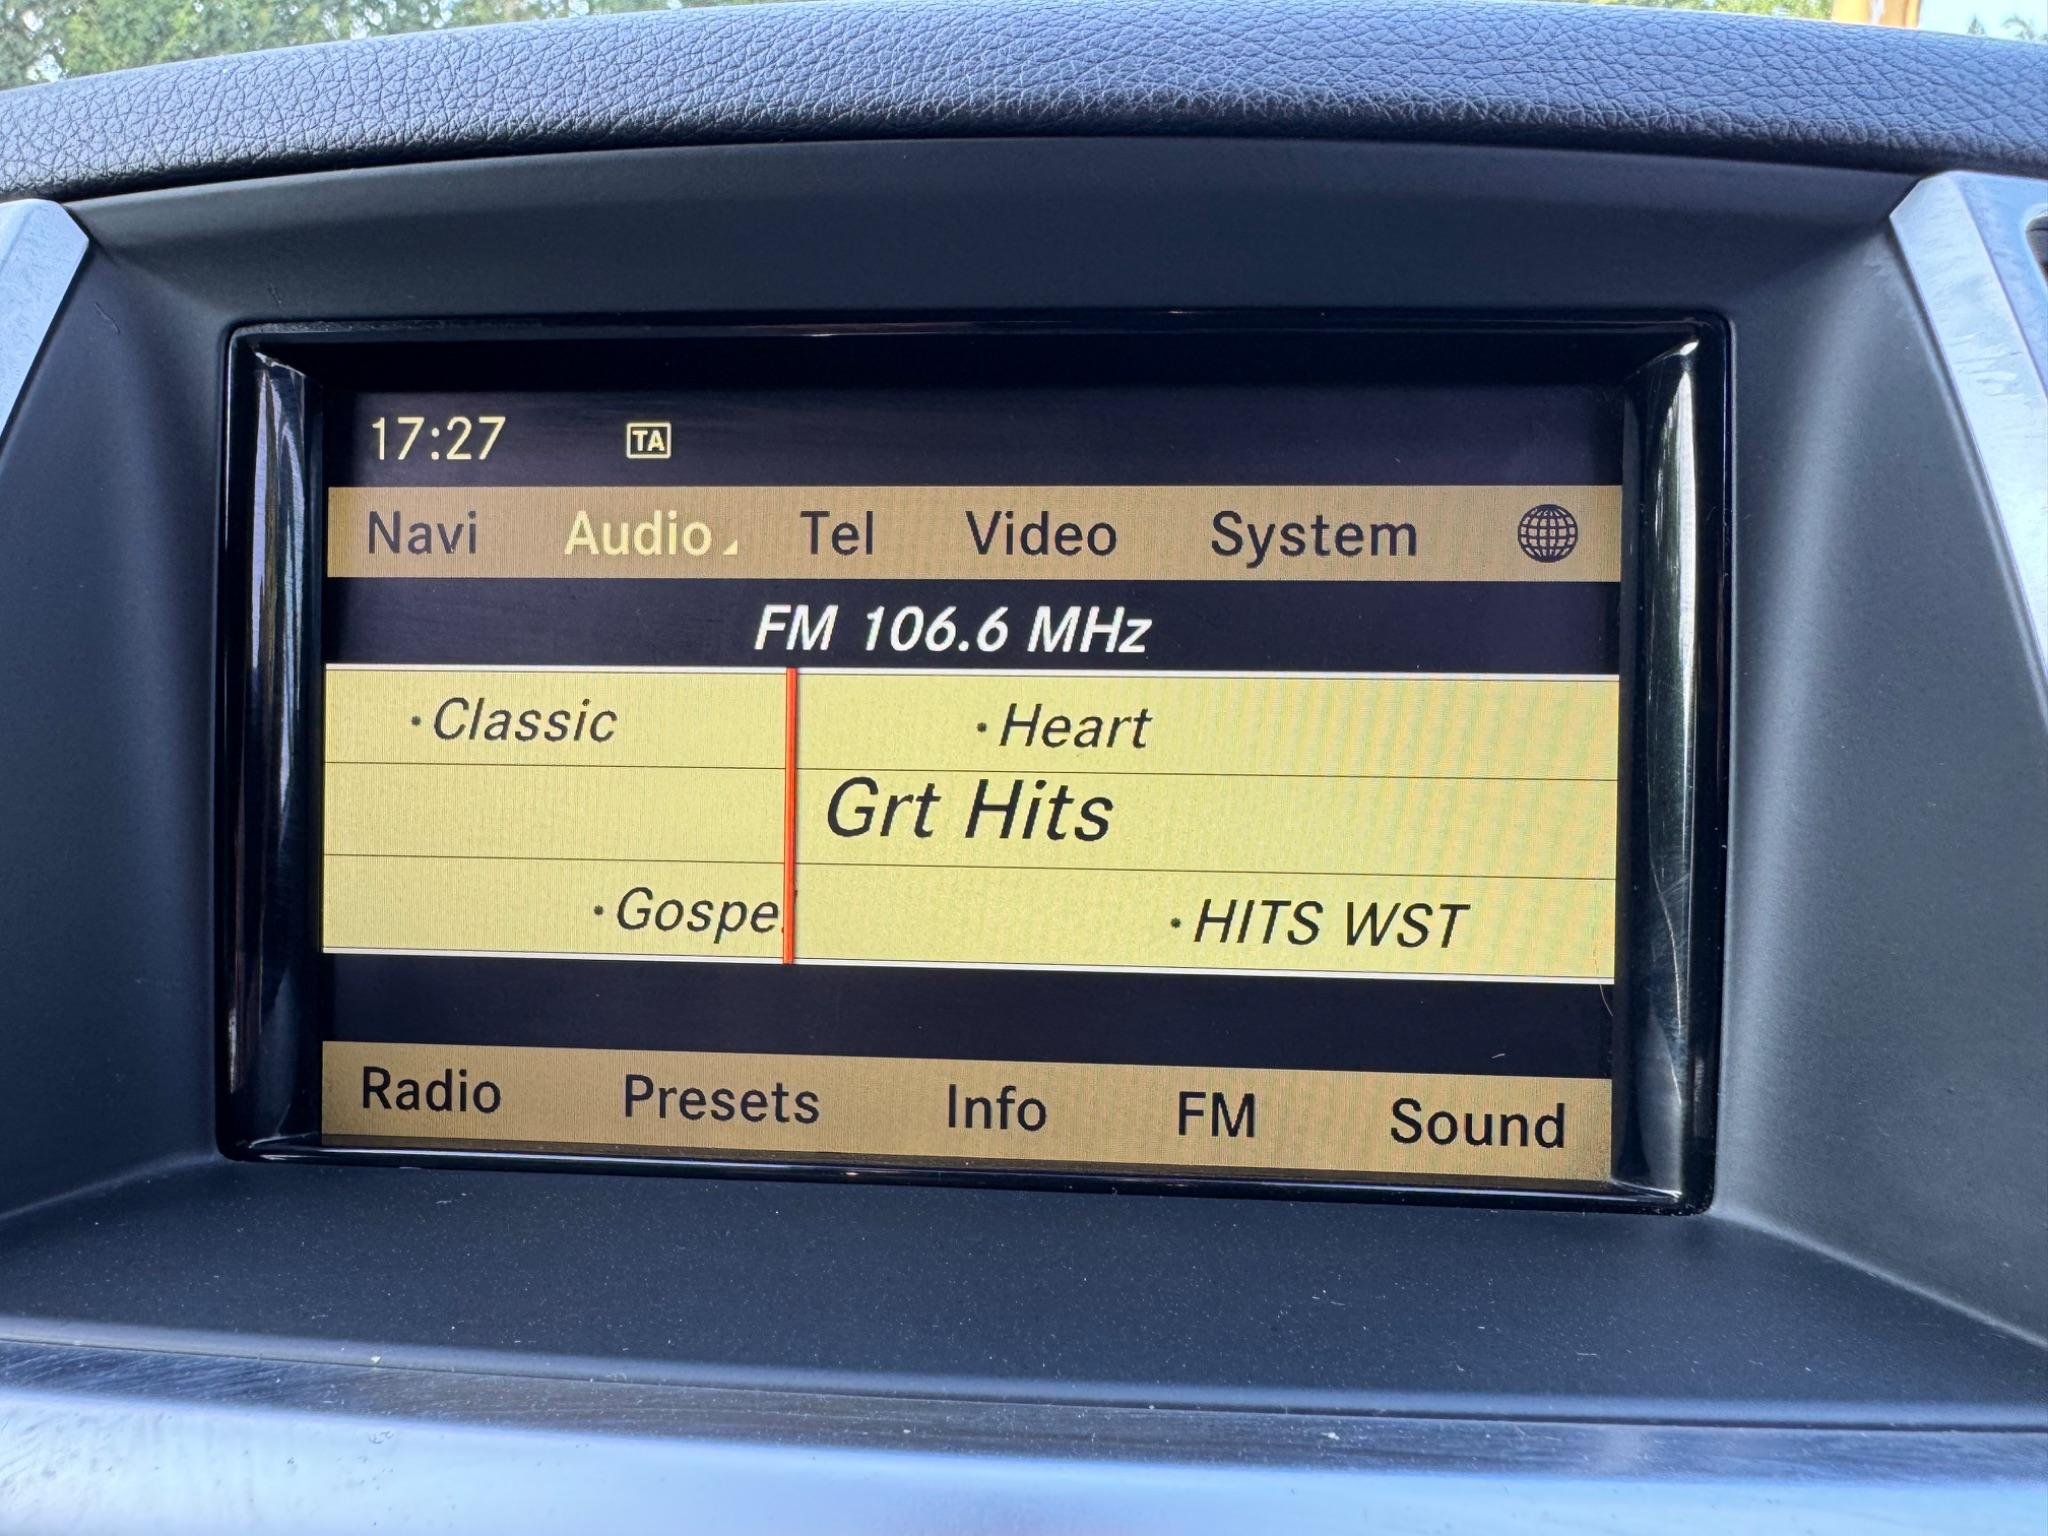 17:27 TA
Navi Audio Tel Video System
FM 106.6 MHz
·Classic ·Heart
Grt Hits
·Gospel ·HITS WST
Radio Presets Info FM Sound